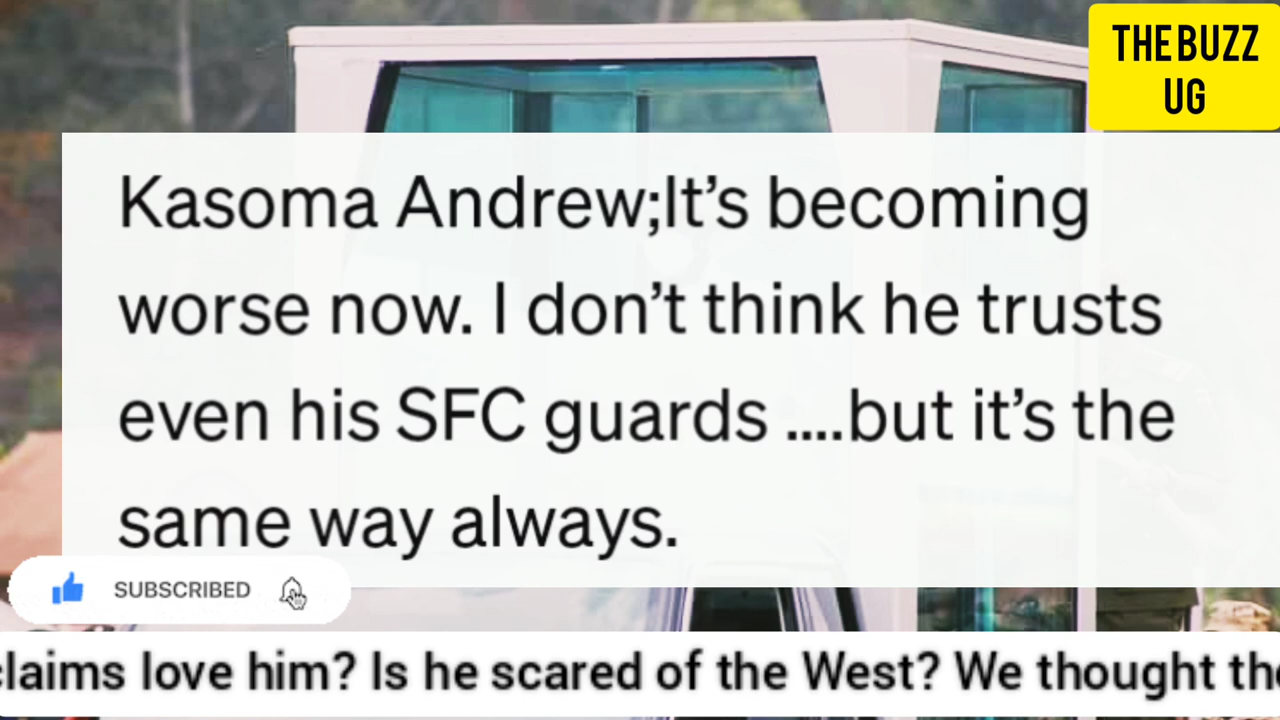 THE BUZZ
UG
Kasoma Andrew;It's becoming
worse now. I don't think he trusts
even his SFC guards ....but it's the
same way always.
SUBSCRIBED
claims love him? Is he scared of the West? We thought the